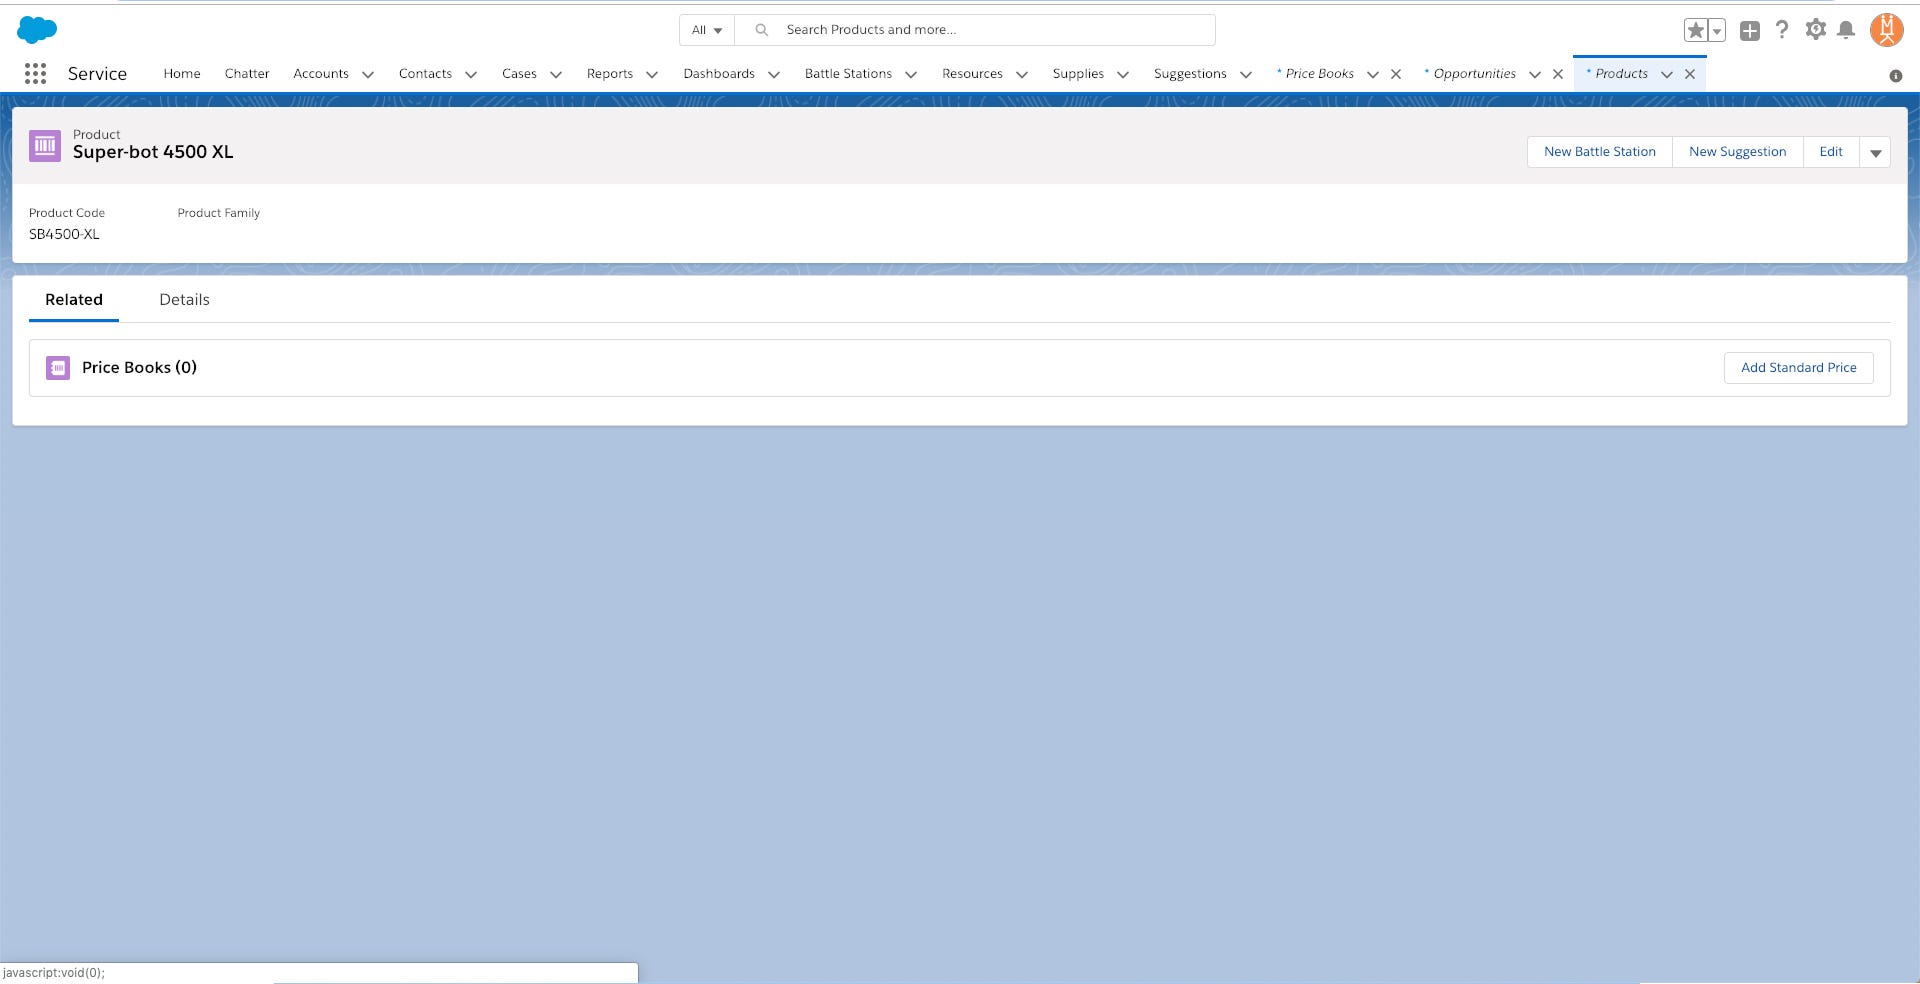 All
Search Products and more...
Service
Home
Chatter
Accounts
Contacts
Cases
Reports
Dashboards
Battle Stations
Resources
Supplies
Suggestions
* Price Books
* Opportunities
* Products
Product
Super-bot 4500 XL
New Battle Station
New Suggestion
Edit
Product Code
Product Family
SB4500-XL
Related
Details
Price Books (0)
Add Standard Price
javascript:void(0);